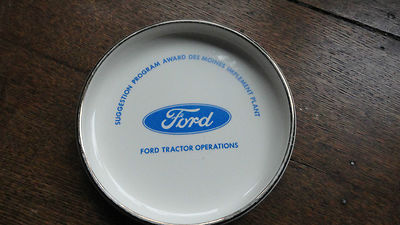 SUGGESTION PROGRAM AWARD DES MOINES IMPLEMENT PLANT
Ford
FORD TRACTOR OPERATIONS